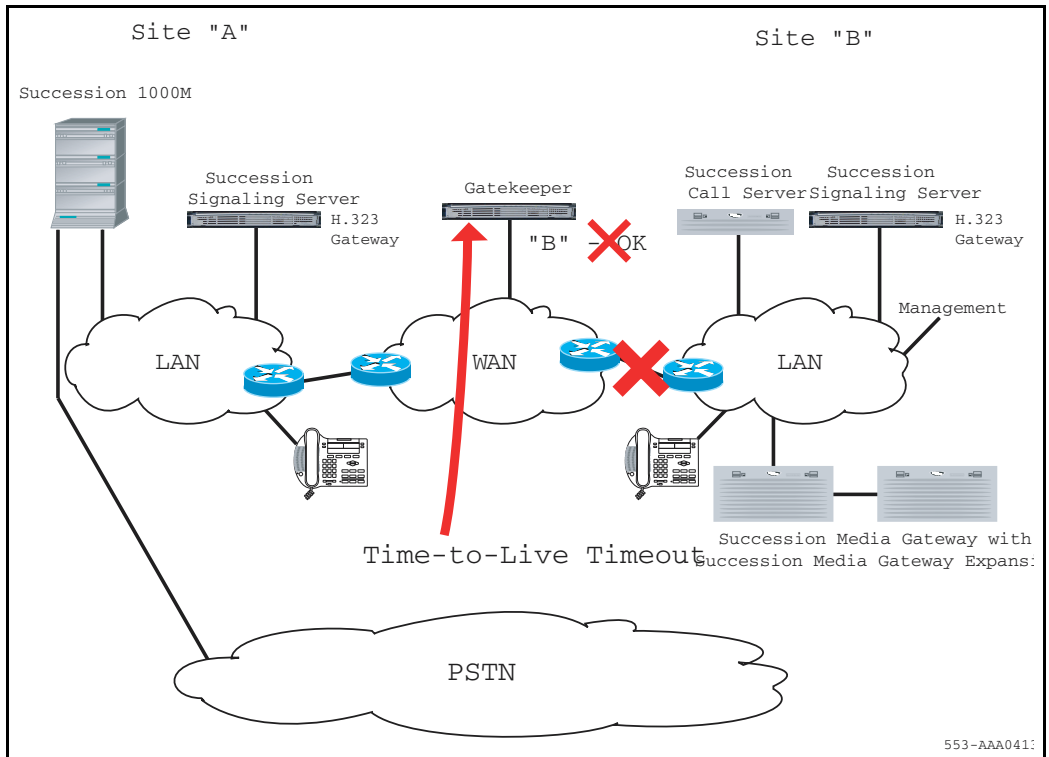 Site "A"
Site "B"
Succession 1000M
Succession
Signaling Server
H.323
Gateway
Gatekeeper
"B" - OK
Succession
Call Server
Succession
Signaling Server
H.323
Gateway
Management
LAN
WAN
LAN
Time-to-Live Timeout
Succession Media Gateway with
Succession Media Gateway Expans
PSTN
553-AAA0413